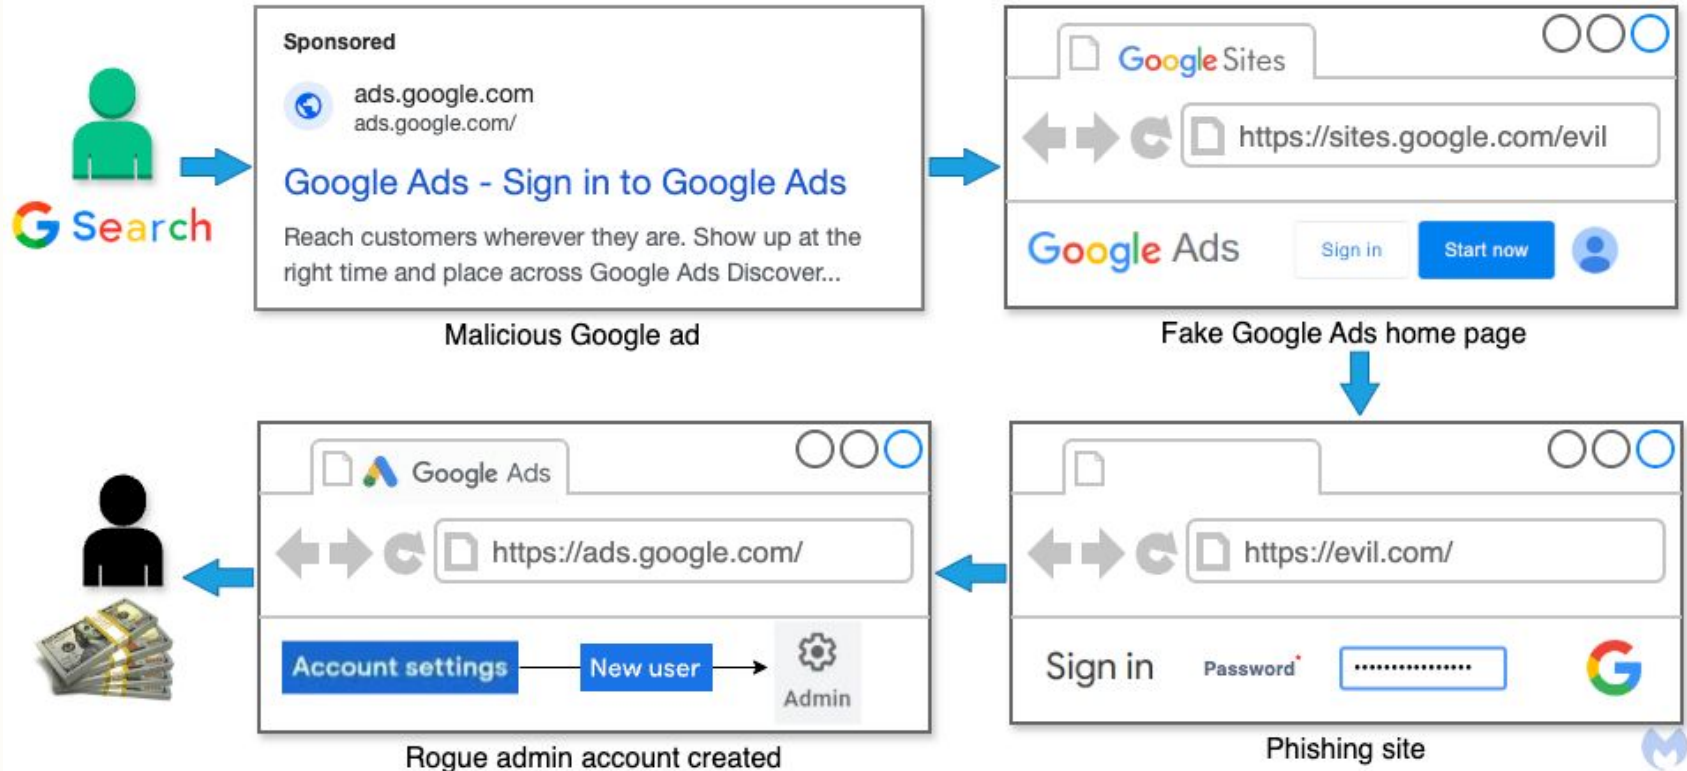 G Search
Sponsored
ads.google.com
ads.google.com/
Google Ads - Sign in to Google Ads
Reach customers wherever they are. Show up at the
right time and place across Google Ads Discover...
Malicious Google ad
Google Sites
https://sites.google.com/evil
Google Ads
Sign in
Start now
Fake Google Ads home page
https://evil.com/
Sign in
Password*
G
Phishing site
Google Ads
https://ads.google.com/
Account settings
New user
Admin
Rogue admin account created